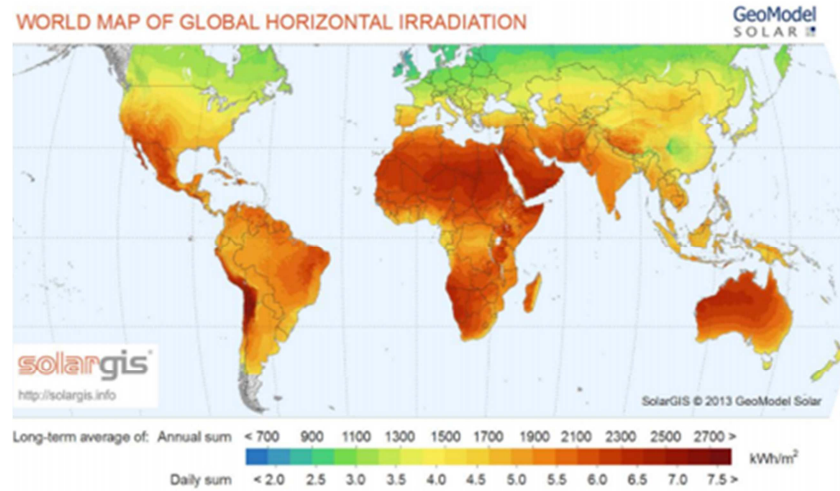 WORLD MAP OF GLOBAL HORIZONTAL IRRADIATION
GeoModel
SOLAR
solargis
http://solargis.info
SolarGIS © 2013 GeoModel Solar
Long-term average of: Annual sum < 700 900 1100 1300 1500 1700 1900 2100 2300 2500 2700 >
kWh/m²
Daily sum < 2.0 2.5 3.0 3.5 4.0 4.5 5.0 5.5 6.0 6.5 7.0 7.5 >